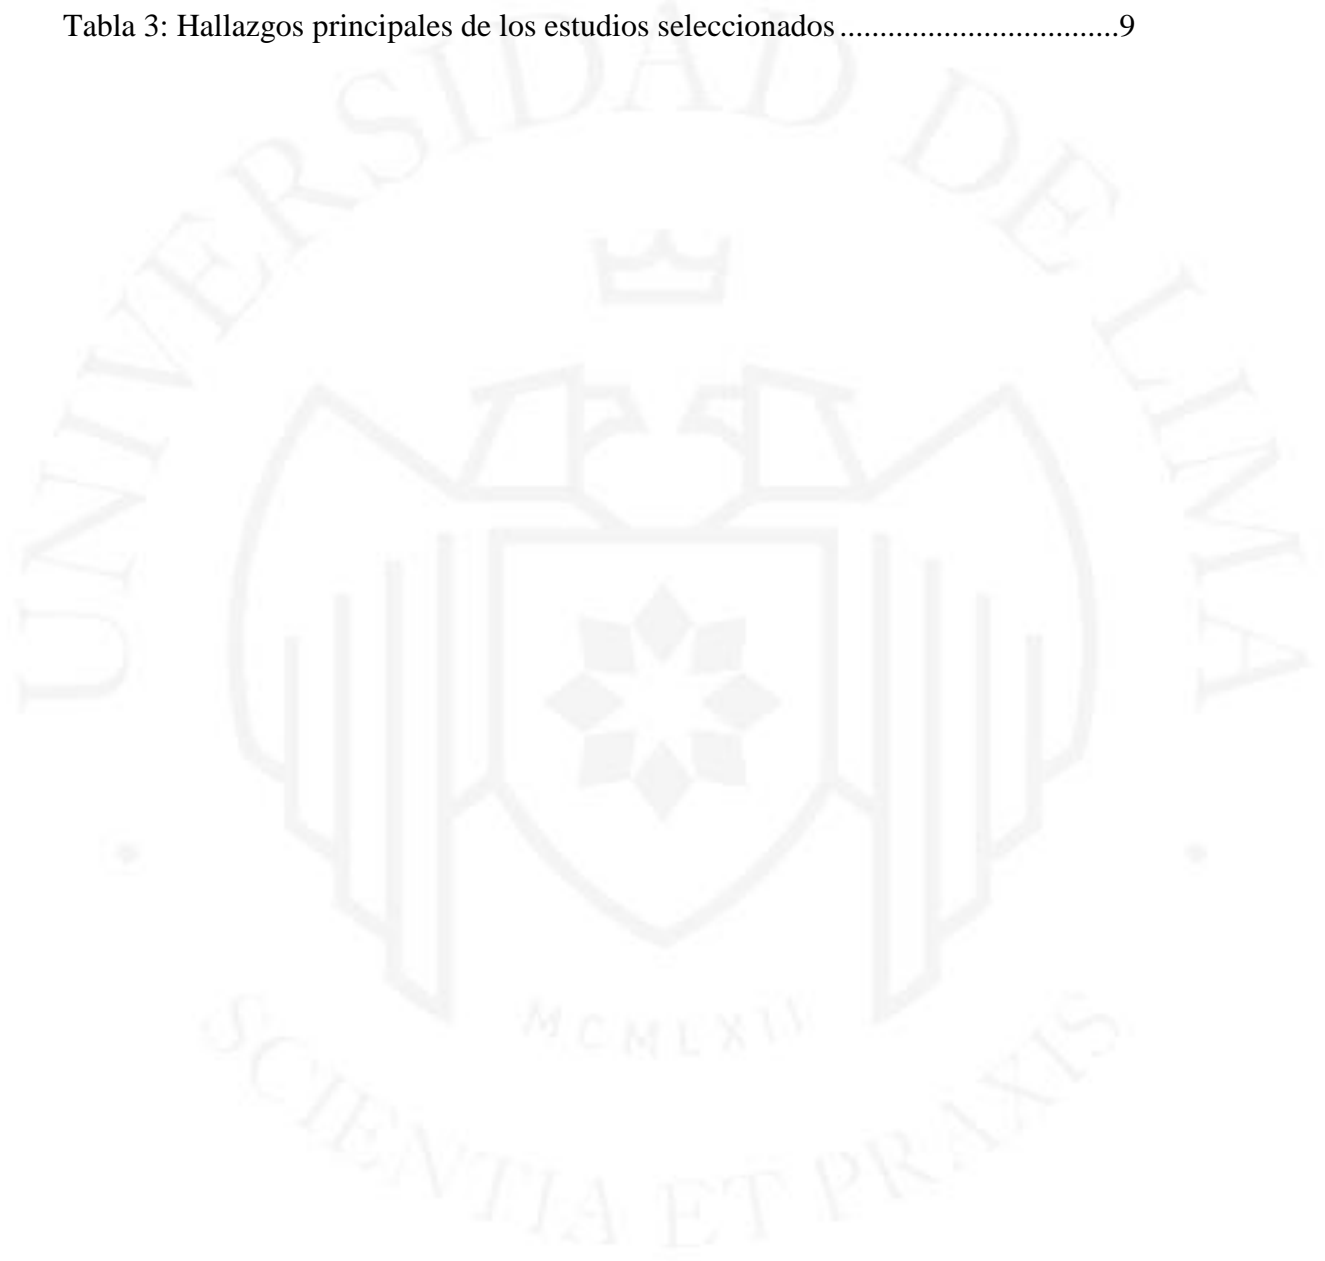 Tabla 3: Hallazgos principales de los estudios seleccionados ...................................9
UNIVERSIDAD DE LIMA
MCMLXII
SCIENTIA ET PRAXIS